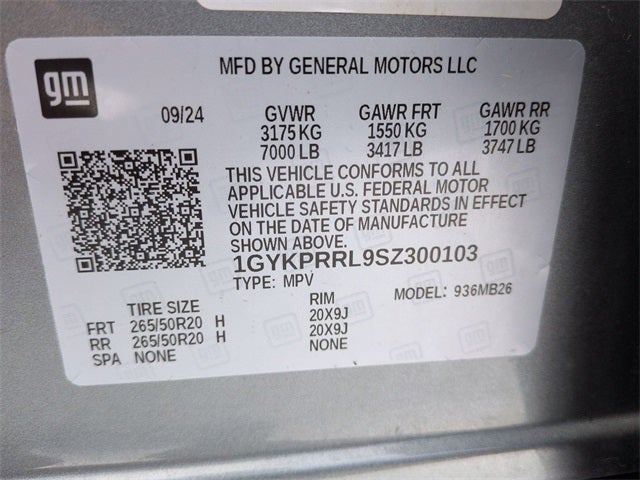 gm
MFD BY GENERAL MOTORS LLC
09/24 GVWR GAWR FRT GAWR RR
3175 KG 1550 KG 1700 KG
7000 LB 3417 LB 3747 LB
THIS VEHICLE CONFORMS TO ALL
APPLICABLE U.S. FEDERAL MOTOR
VEHICLE SAFETY STANDARDS IN EFFECT
ON THE DATE OF MANUFACTURE
SHOWN ABOVE.
1GYKPRRL9SZ300103
TYPE: MPV MODEL: 936MB26
TIRE SIZE RIM
FRT 265/50R20 H 20X9J
RR 265/50R20 H 20X9J
SPA NONE NONE